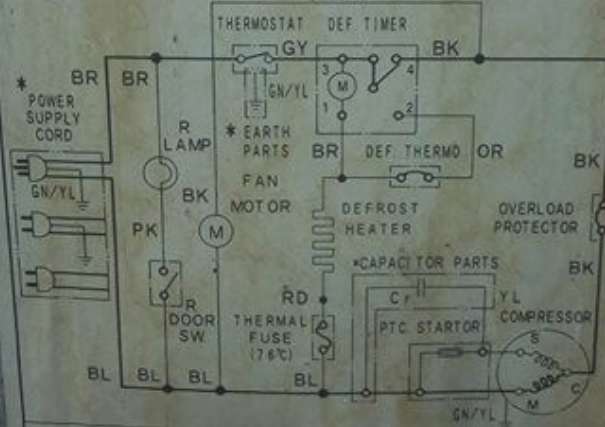 THERMOSTAT DEF TIMER
GY
BK
BR
BR
3
4
M
GN/YL
1
2
* POWER
SUPPLY
CORD
R
LAMP
* EARTH
PARTS
BR
DEF. THERMO
OR
GN/YL
BK
FAN
MOTOR
M
DEFROST
HEATER
BK
OVERLOAD
PROTECTOR
PK
*CAPACITOR PARTS
BK
RD
Cr
YL
R
DOOR
SW
THERMAL
FUSE
(76℃)
P.T.C. STARTOR
COMPRESSOR
S
C
M
BL
BL
BL
BL
GN/YL